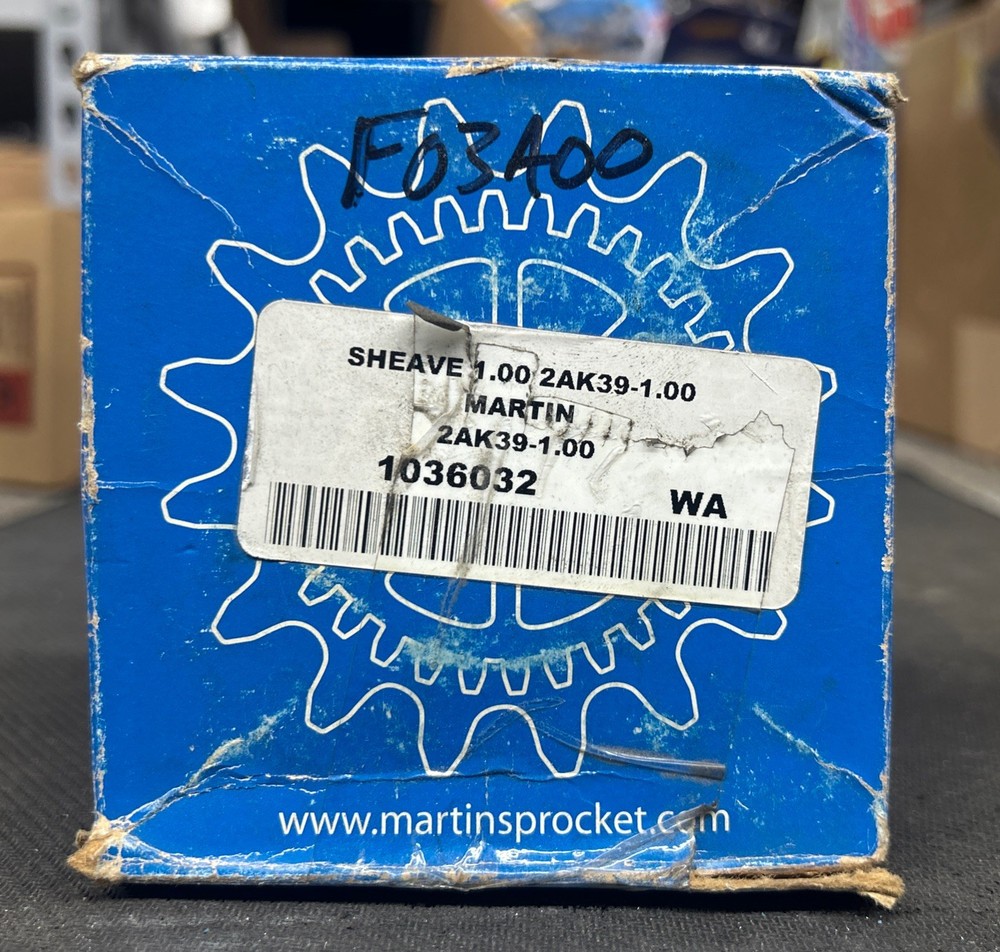 F03A00
SHEAVE 1.00 2AK39-1.00
MARTIN
2AK39-1.00
1036032
WA
www.martinsprocket.com